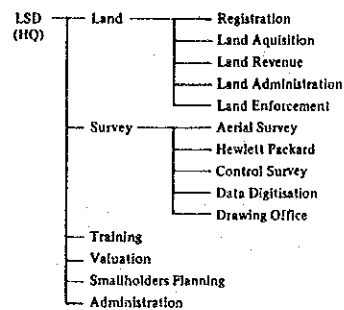 LSD Land Registration
(HQ) Land Aquisition
Land Revenue
Land Administration
Land Enforcement
Survey Aerial Survey
Hewlett Packard
Control Survey
Data Digitisation
Drawing Office
Training
Valuation
Smallholders Planning
Administration